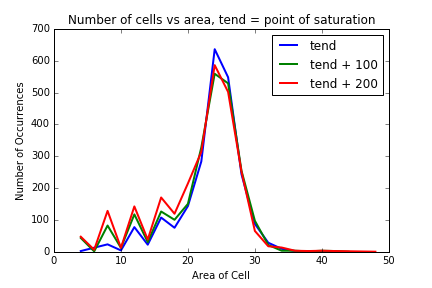 Number of cells vs area, tend = point of saturation
700
600
500
400
300
200
100
0
Number of Occurrences
tend
tend + 100
tend + 200
0 10 20 30 40 50
Area of Cell